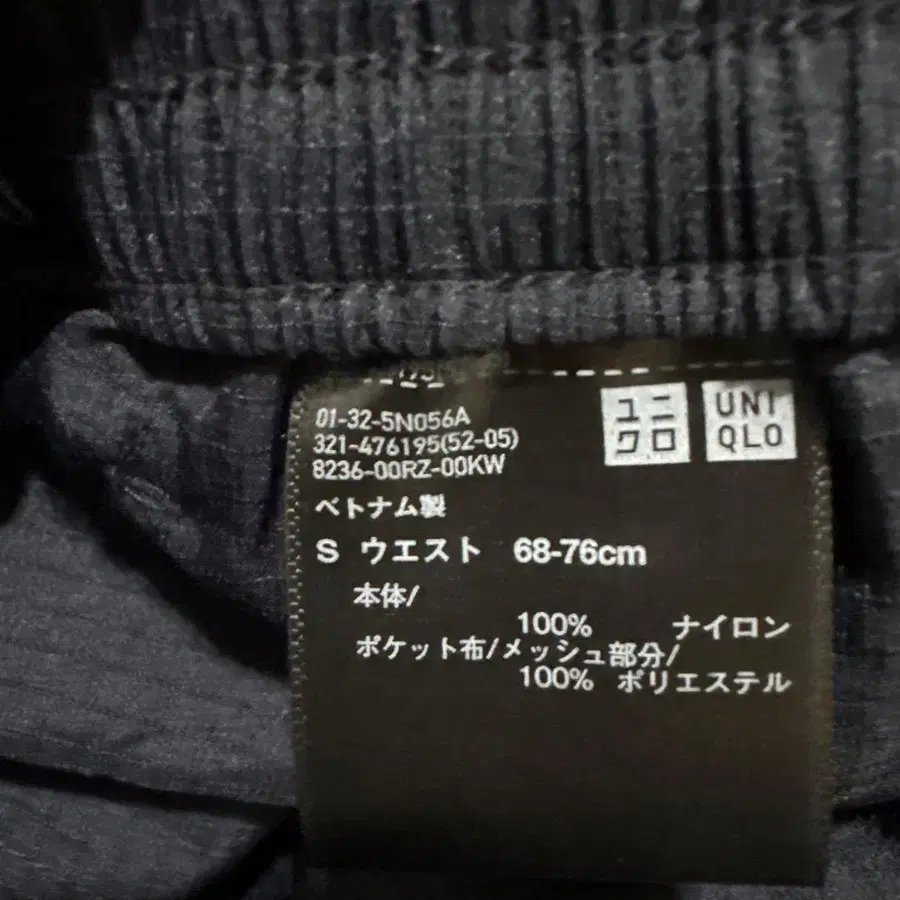 01-32-5N056A
321-476195(52-05)
8236-00RZ-00KW
ユニ
クロ
UNI
QLO
ベトナム製
S ウエスト 68-76cm
本体/
100% ナイロン
ポケット布/メッシュ部分/
100% ポリエステル